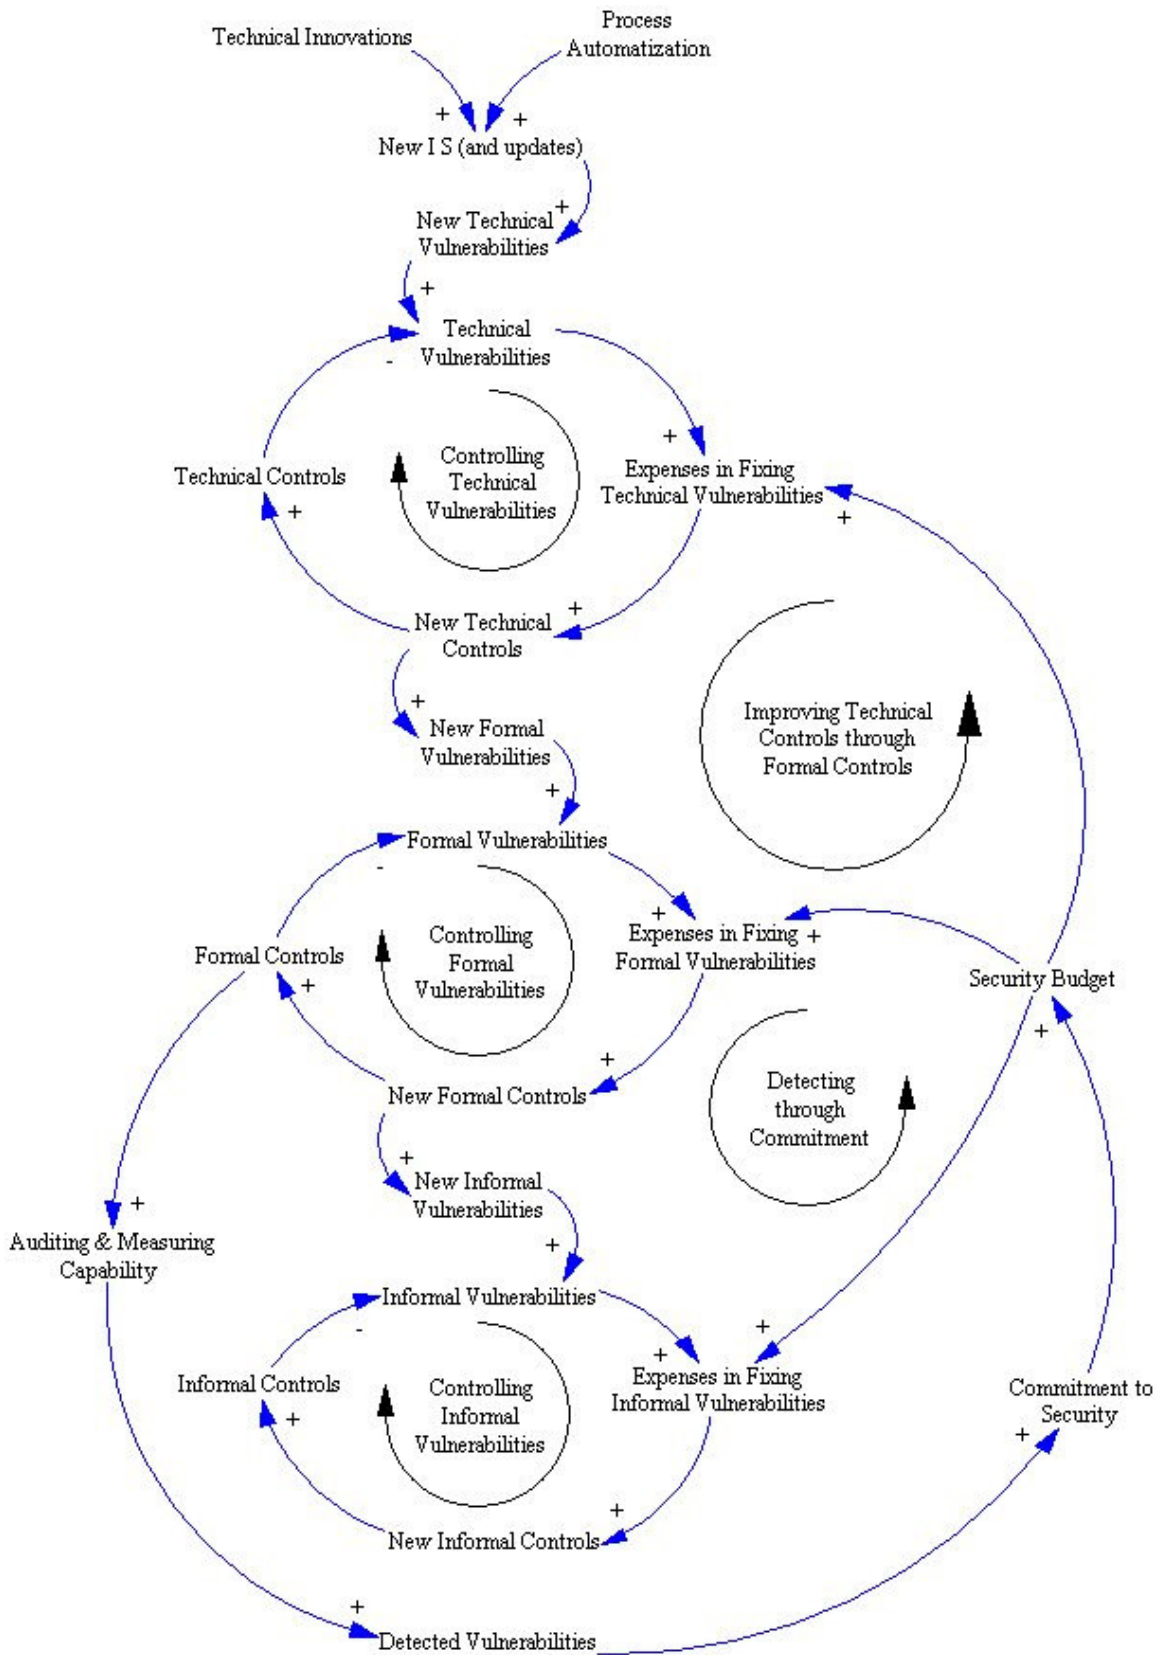 Technical Innovations
Process
Automatization
+
+
New I S (and updates)
+
New Technical
Vulnerabilities
+
Technical
Vulnerabilities
-
+
Controlling
Technical
Vulnerabilities
Technical Controls
Expenses in Fixing
Technical Vulnerabilities
+
+
+
New Technical
Controls
+
New Formal
Vulnerabilities
Improving Technical
Controls through
Formal Controls
+
Formal Vulnerabilities
-
+
Expenses in Fixing
Formal Vulnerabilities
+
Controlling
Formal
Vulnerabilities
Formal Controls
+
Security Budget
+
+
New Formal Controls
Detecting
through
Commitment
+
New Informal
Vulnerabilities
+
+
Auditing & Measuring
Capability
Informal Vulnerabilities
-
+
+
Expenses in Fixing
Informal Vulnerabilities
Informal Controls
Controlling
Informal
Vulnerabilities
+
Commitment to
Security
+
+
New Informal Controls
+
Detected Vulnerabilities